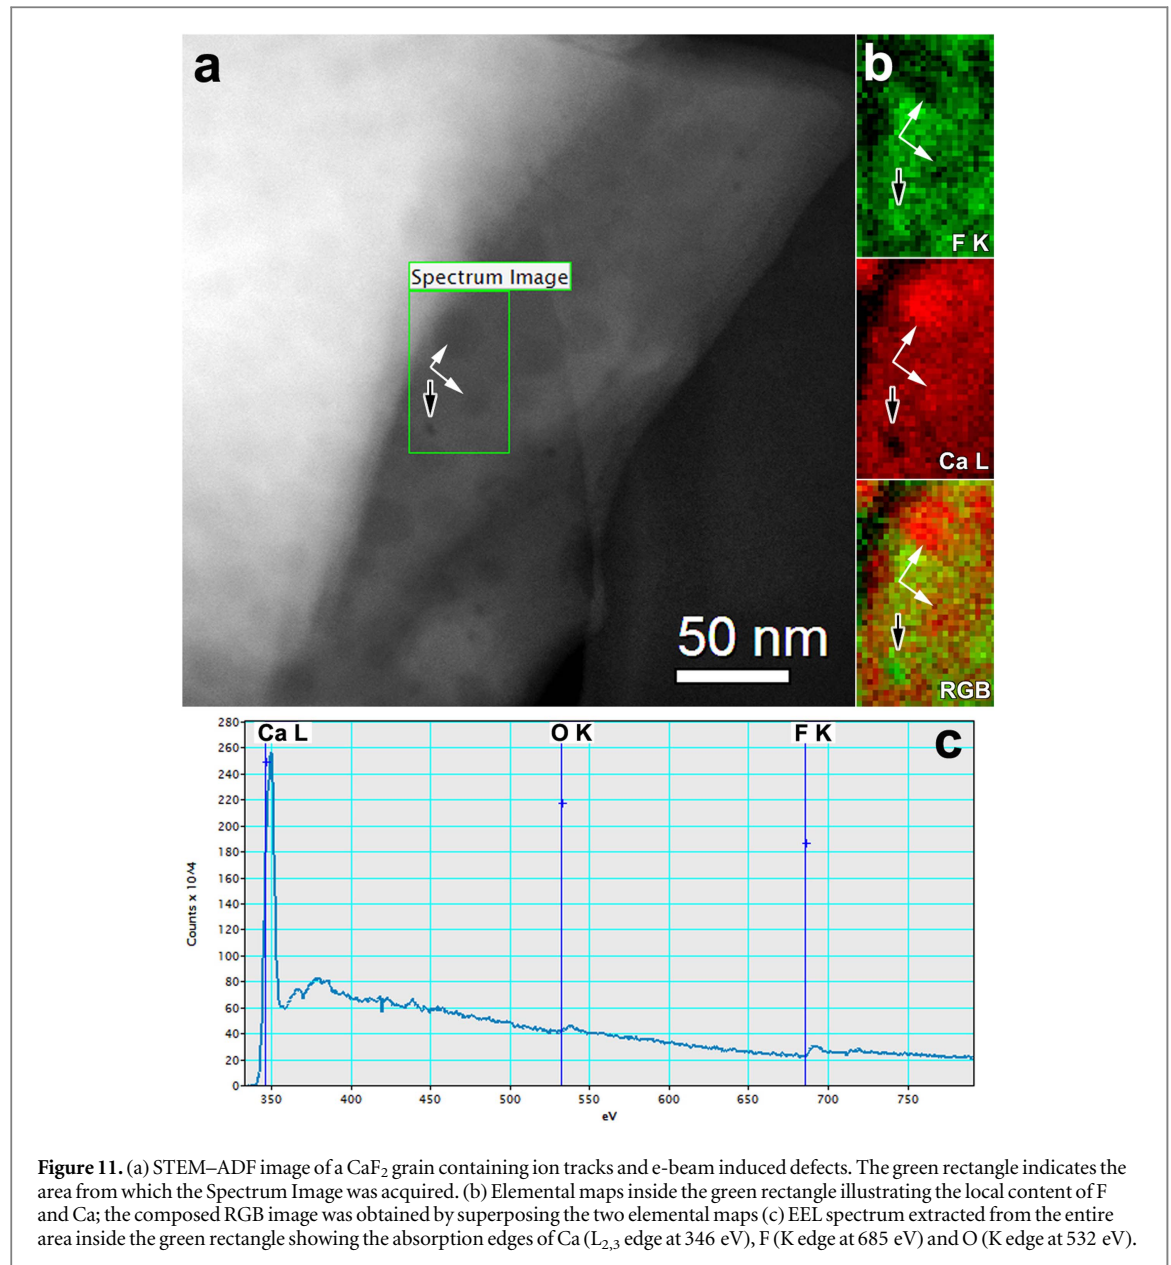 a
b
Spectrum Image
F K
Ca L
RGB
50 nm
c
Ca L
O K
F K
280
260
240
220
200
180
160
140
120
100
80
60
40
20
0
Counts x 10^4
350 400 450 500 550 600 650 700 750
eV
Figure 11. (a) STEM–ADF image of a CaF₂ grain containing ion tracks and e-beam induced defects. The green rectangle indicates the
area from which the Spectrum Image was acquired. (b) Elemental maps inside the green rectangle illustrating the local content of F
and Ca; the composed RGB image was obtained by superposing the two elemental maps (c) EEL spectrum extracted from the entire
area inside the green rectangle showing the absorption edges of Ca (L₂,₃ edge at 346 eV), F (K edge at 685 eV) and O (K edge at 532 eV).